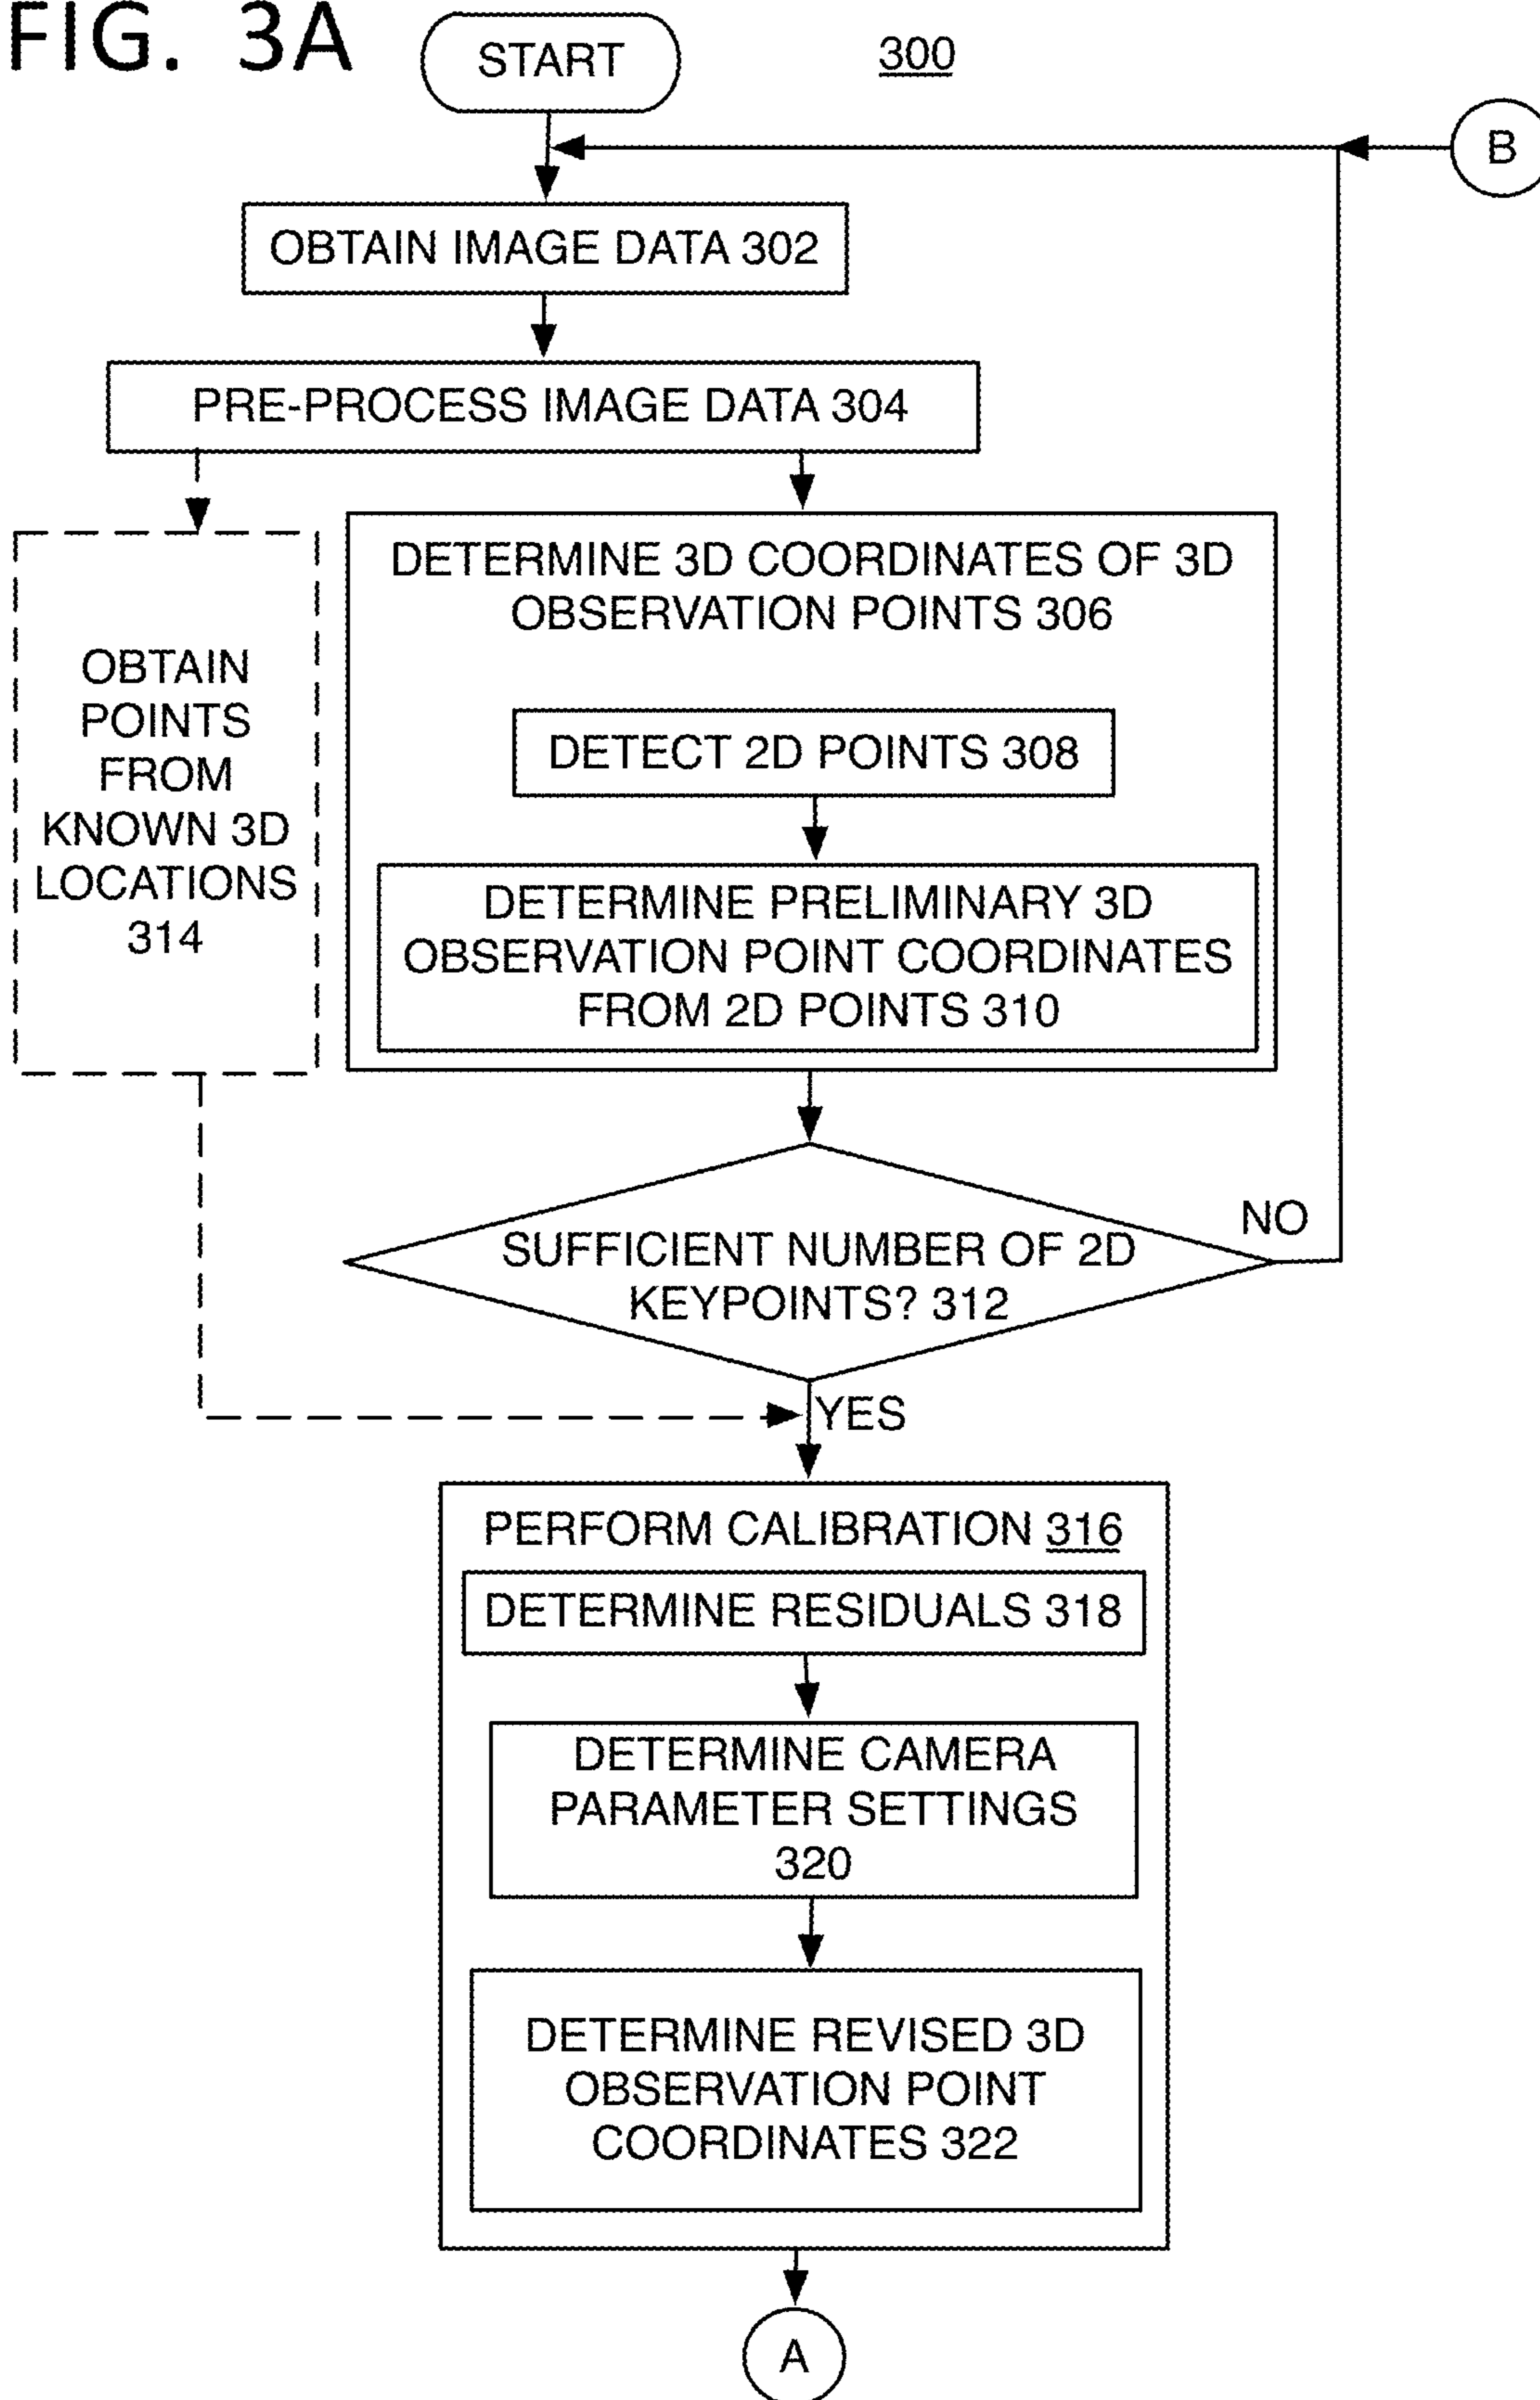 FIG. 3A
START
300
B
OBTAIN IMAGE DATA 302
PRE-PROCESS IMAGE DATA 304
DETERMINE 3D COORDINATES OF 3D
OBSERVATION POINTS 306
OBTAIN
POINTS
FROM
KNOWN 3D
LOCATIONS
314
DETECT 2D POINTS 308
DETERMINE PRELIMINARY 3D
OBSERVATION POINT COORDINATES
FROM 2D POINTS 310
NO
SUFFICIENT NUMBER OF 2D
KEYPOINTS? 312
YES
PERFORM CALIBRATION 316
DETERMINE RESIDUALS 318
DETERMINE CAMERA
PARAMETER SETTINGS
320
DETERMINE REVISED 3D
OBSERVATION POINT
COORDINATES 322
A